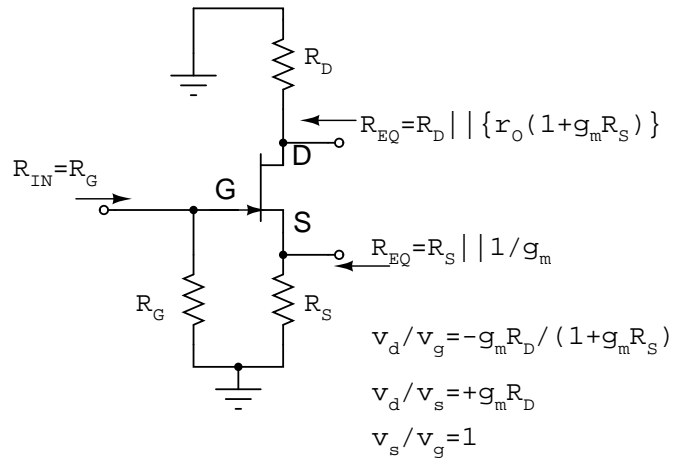 R_D
R_EQ=R_D||{r_O(1+g_mR_S)}
D
R_IN=R_G
G
S
R_EQ=R_S||1/g_m
R_G
R_S
v_d/v_g=-g_mR_D/(1+g_mR_S)
v_d/v_s=+g_mR_D
v_s/v_g=1